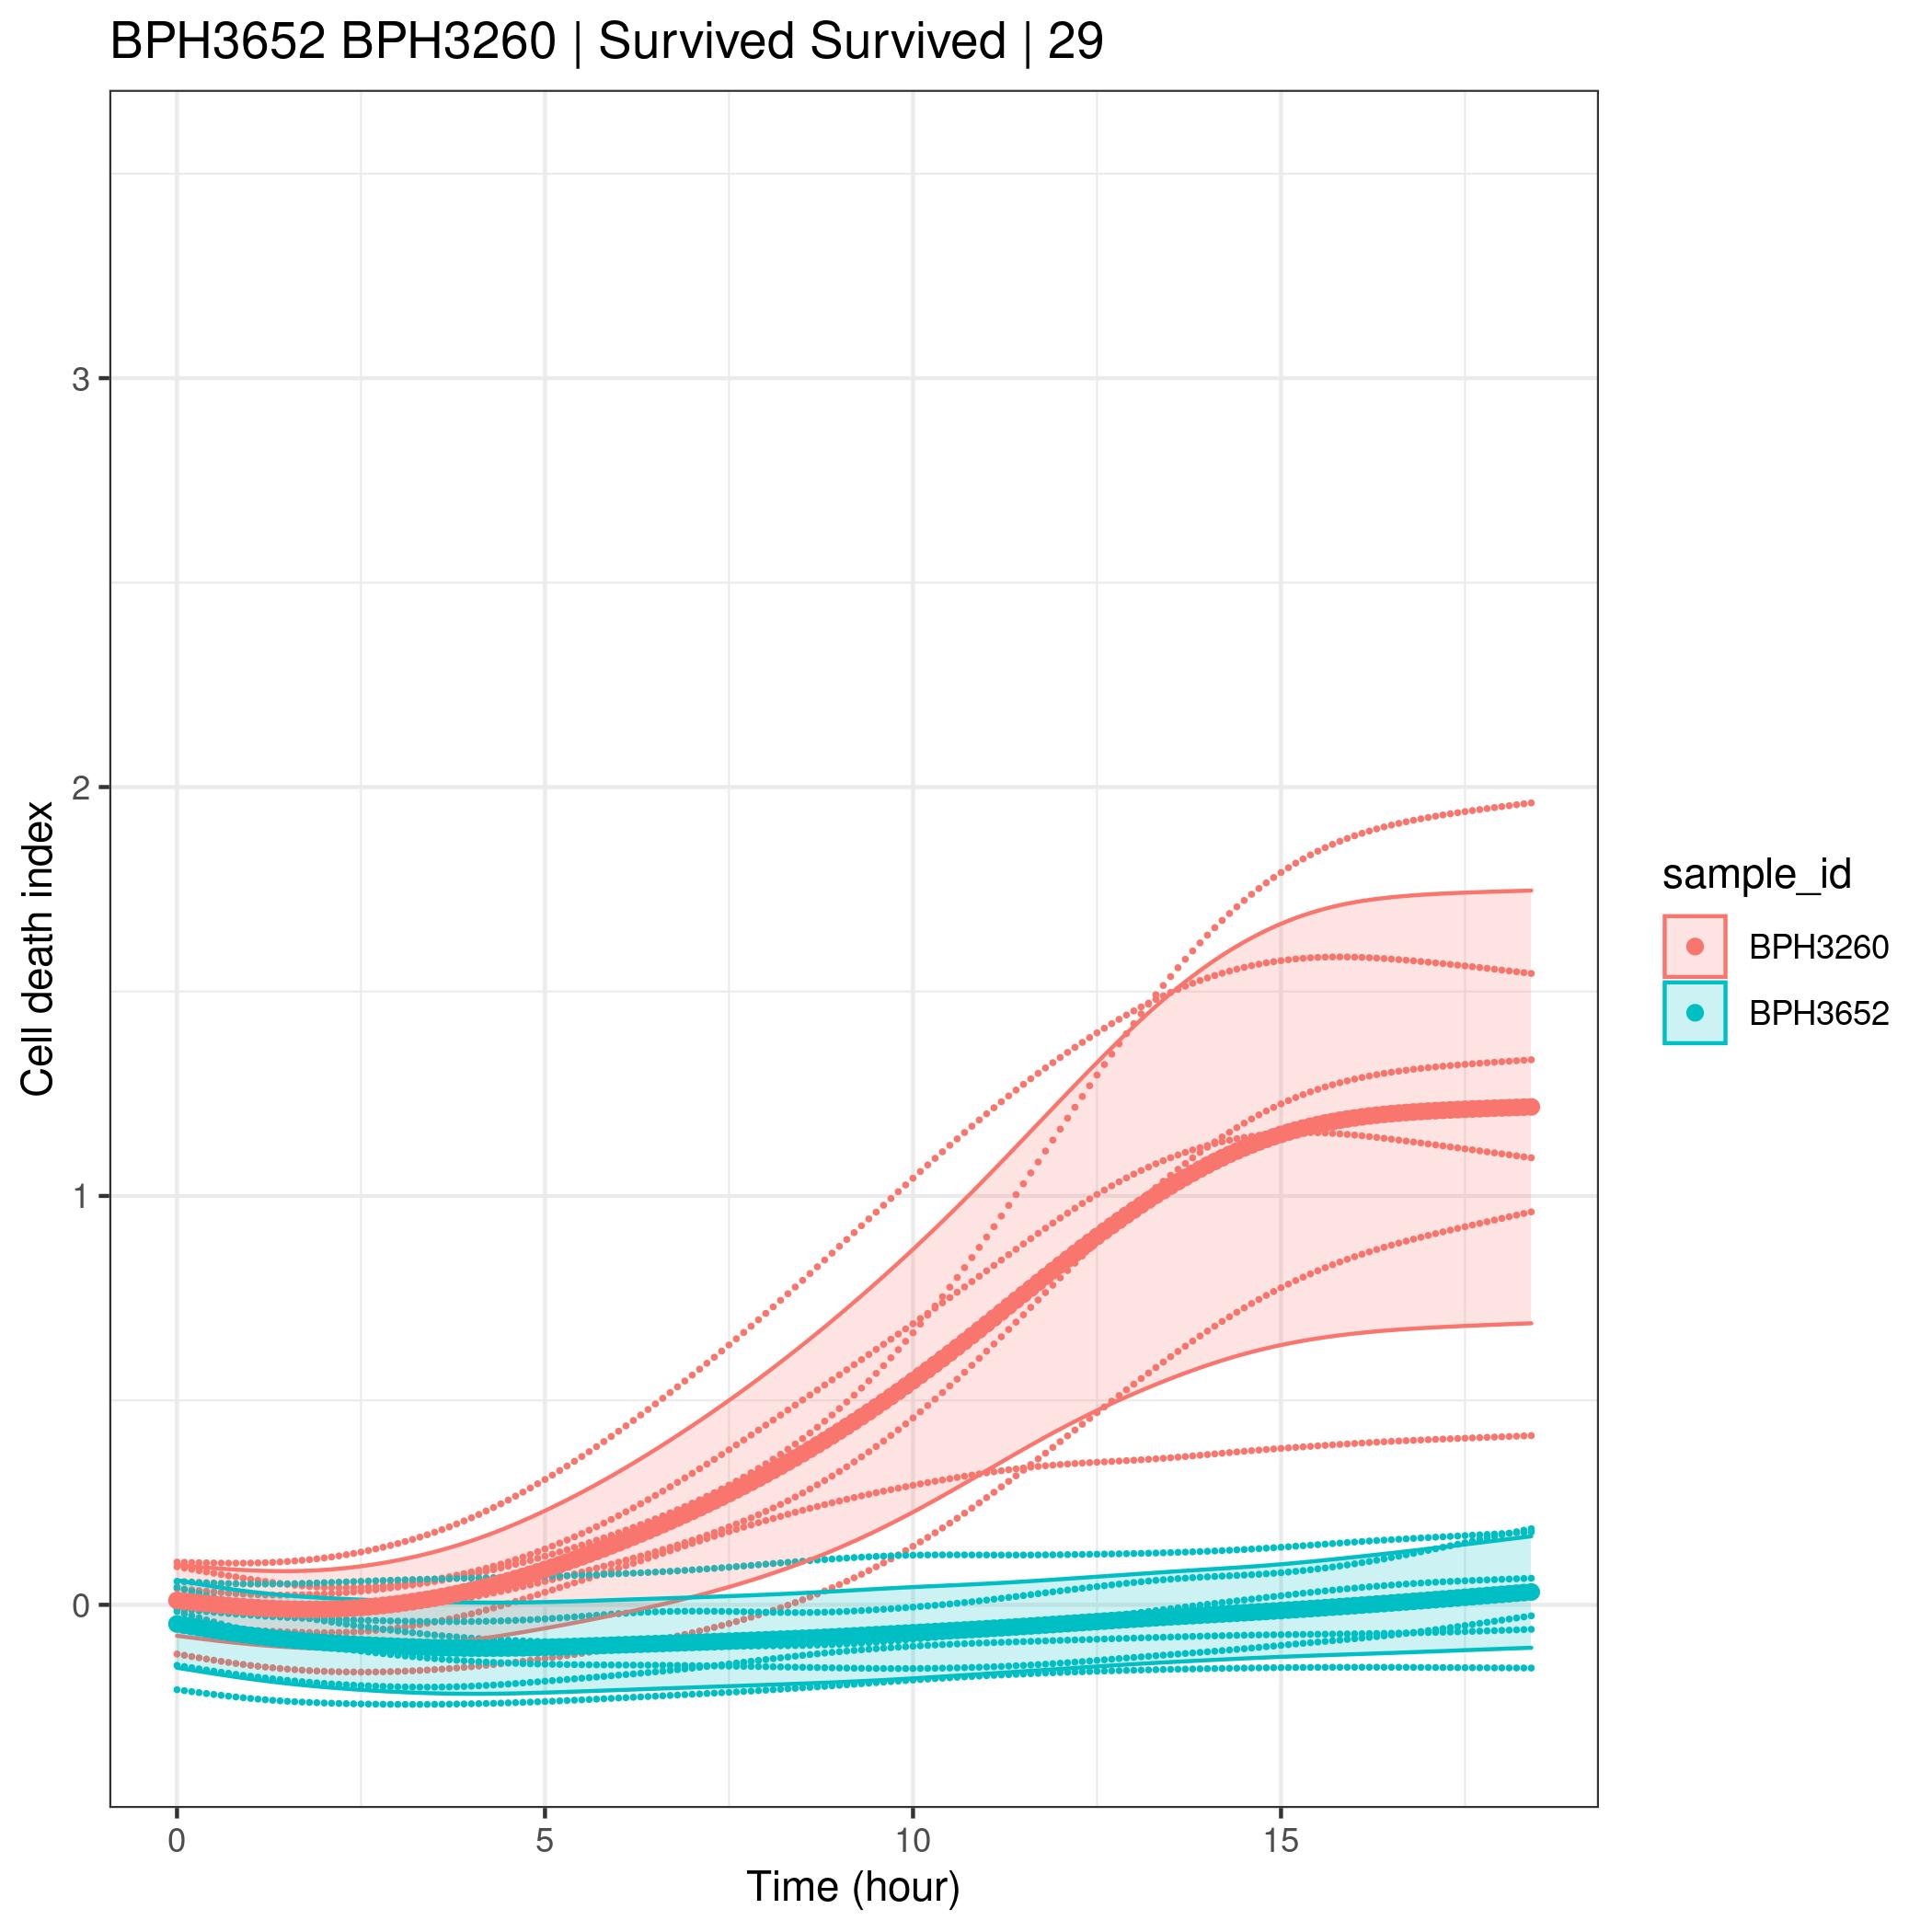 BPH3652 BPH3260 | Survived Survived | 29
3
2
1
0
Cell death index
0 5 10 15
Time (hour)
sample_id
BPH3260
BPH3652